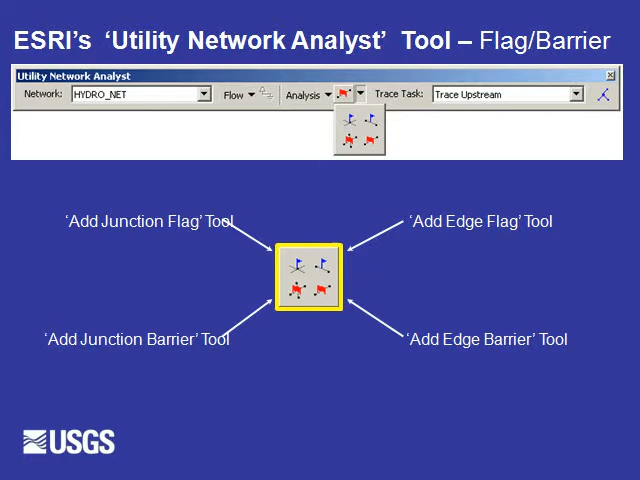 ESRI’s ‘Utility Network Analyst’ Tool – Flag/Barrier
Utility Network Analyst
Network: HYDRO_NET Flow Analysis Trace Task: Trace Upstream
‘Add Junction Flag’ Tool ‘Add Edge Flag’ Tool
‘Add Junction Barrier’ Tool ‘Add Edge Barrier’ Tool
USGS